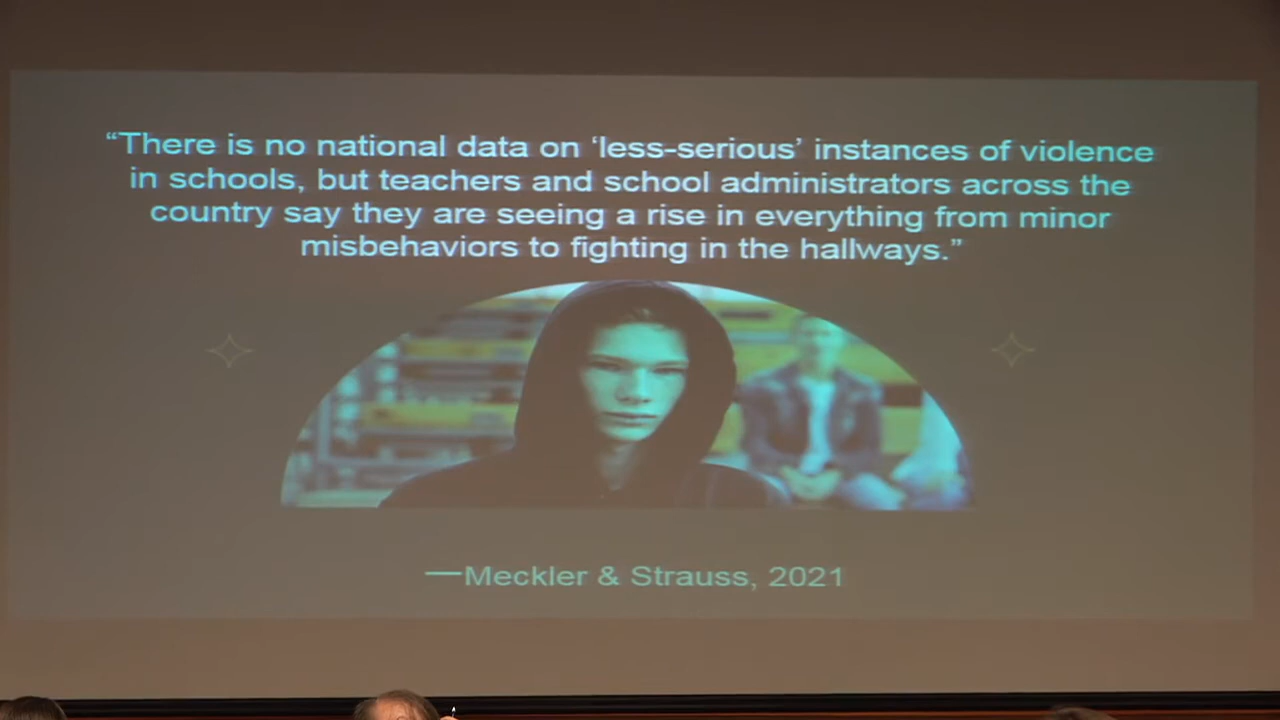 “There is no national data on ‘less-serious’ instances of violence
in schools, but teachers and school administrators across the
country say they are seeing a rise in everything from minor
misbehaviors to fighting in the hallways.”
—Meckler & Strauss, 2021